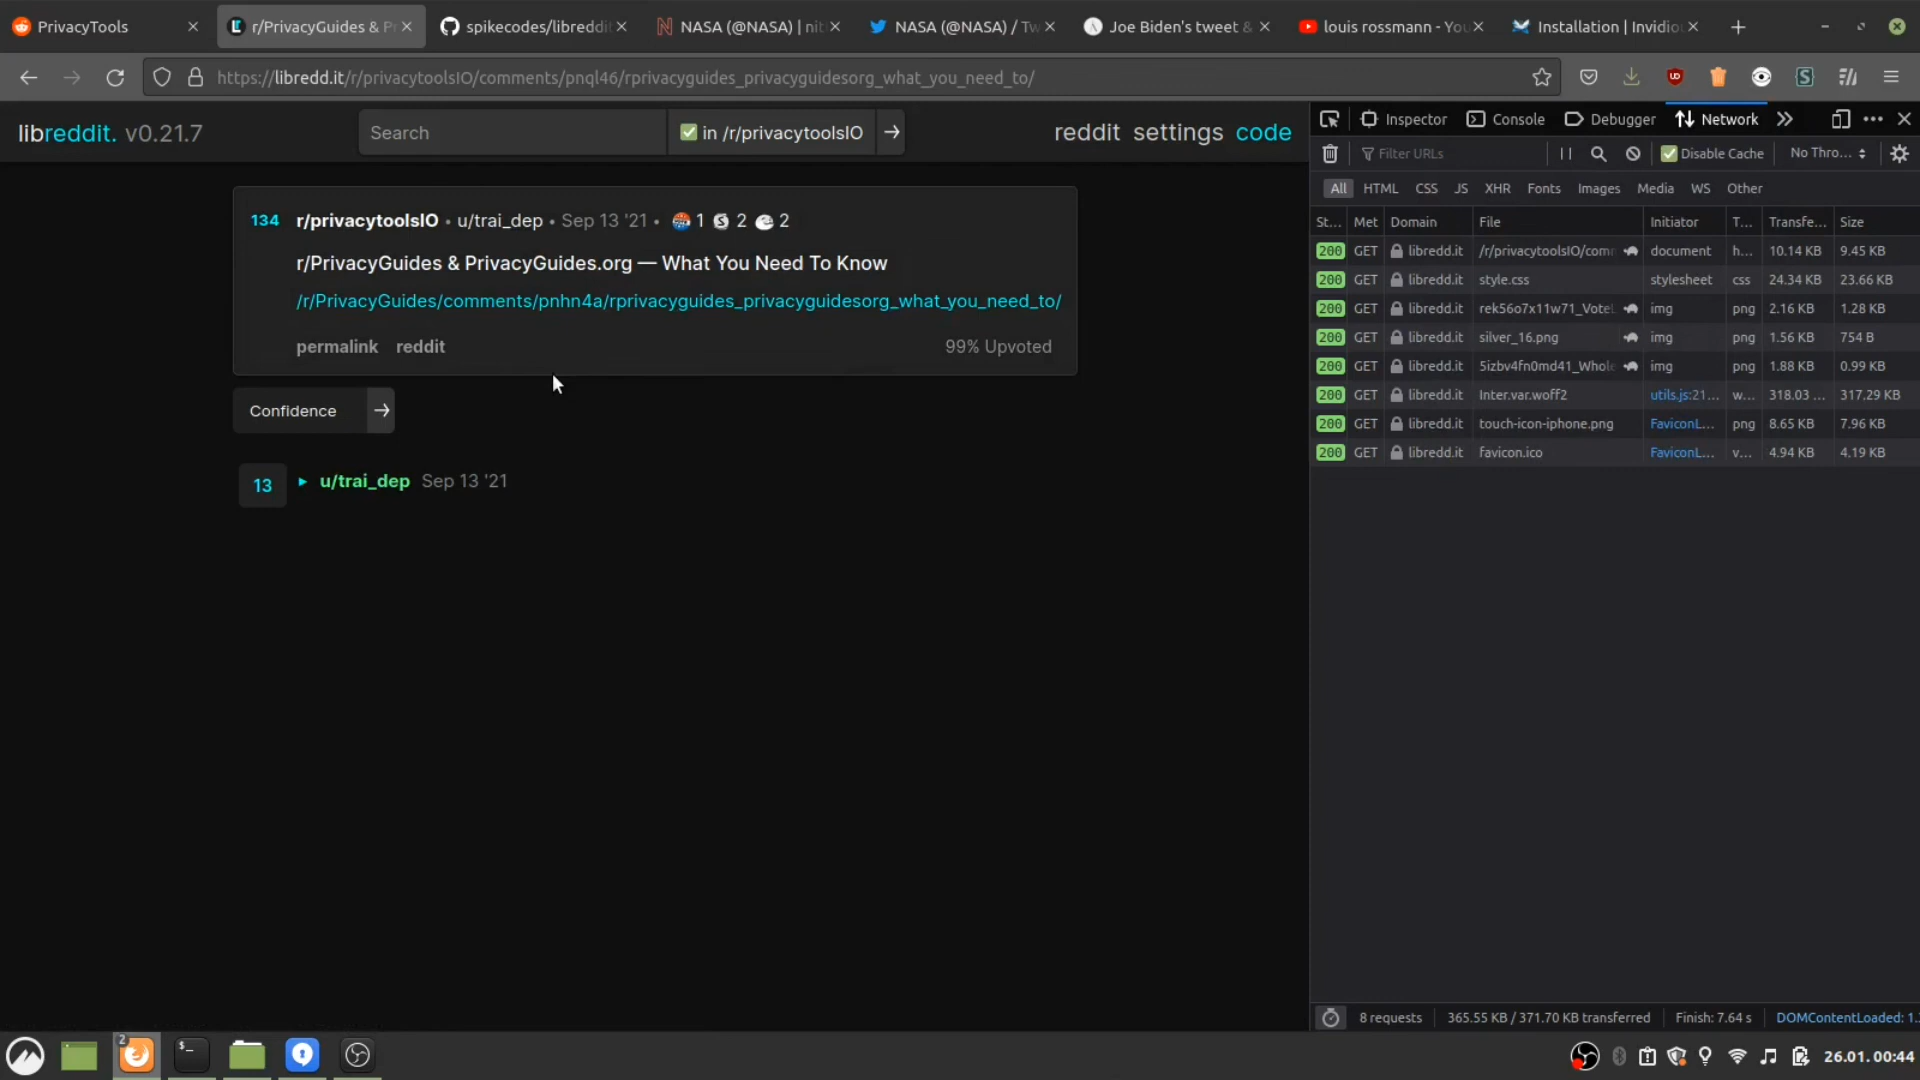 PrivacyTools
r/PrivacyGuides & Pr
spikecodes/libreddit
NASA (@NASA) | nit
NASA (@NASA) / Tw
Joe Biden's tweet &
louis rossmann - You
Installation | Invidio
https://libredd.it/r/privacytoolsIO/comments/pnql46/rprivacyguides_privacyguidesorg_what_you_need_to/
libreddit. v0.21.7
Search
in /r/privacytoolsIO
→
reddit settings code
134 r/privacytoolsIO • u/trai_dep • Sep 13 '21 • 1 2 2
r/PrivacyGuides & PrivacyGuides.org — What You Need To Know
/r/PrivacyGuides/comments/pnhn4a/rprivacyguides_privacyguidesorg_what_you_need_to/
permalink reddit 99% Upvoted
Confidence →
13 u/trai_dep Sep 13 '21
Inspector Console Debugger Network
Filter URLs Disable Cache No Thro...
All HTML CSS JS XHR Fonts Images Media WS Other
St... Met Domain File Initiator T... Transfe... Size
200 GET libredd.it /r/privacytoolsIO/com document h... 10.14 KB 9.45 KB
200 GET libredd.it style.css stylesheet css 24.34 KB 23.66 KB
200 GET libredd.it rek56o7x11w71_VoteL img png 2.16 KB 1.28 KB
200 GET libredd.it silver_16.png img png 1.56 KB 754 B
200 GET libredd.it 5izbv4fn0md41_Whole img png 1.88 KB 0.99 KB
200 GET libredd.it Inter.var.woff2 utils.js:21... w... 318.03 ... 317.29 KB
200 GET libredd.it touch-icon-iphone.png FaviconL... png 8.65 KB 7.96 KB
200 GET libredd.it favicon.ico FaviconL... v... 4.94 KB 4.19 KB
8 requests 365.55 KB / 371.70 KB transferred Finish: 7.64 s DOMContentLoaded: 1.
2
26.01. 00:44